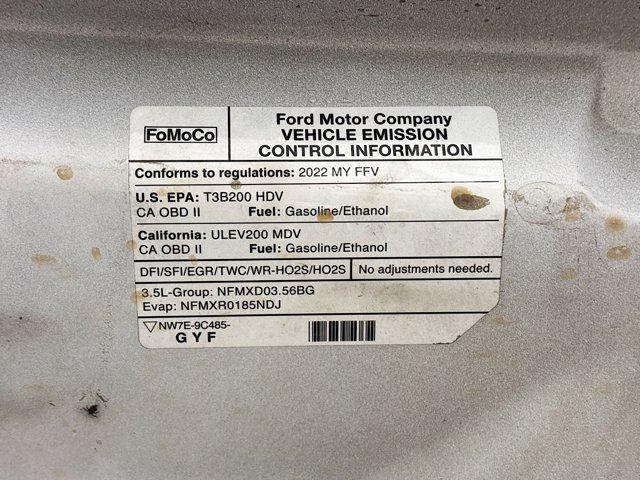 FoMoCo
Ford Motor Company
VEHICLE EMISSION
CONTROL INFORMATION
Conforms to regulations: 2022 MY FFV
U.S. EPA: T3B200 HDV
CA OBD II Fuel: Gasoline/Ethanol
California: ULEV200 MDV
CA OBD II Fuel: Gasoline/Ethanol
DFI/SFI/EGR/TWC/WR-HO2S/HO2S No adjustments needed.
3.5L-Group: NFMXD03.56BG
Evap: NFMXR0185NDJ
NW7E-9C485-
G Y F